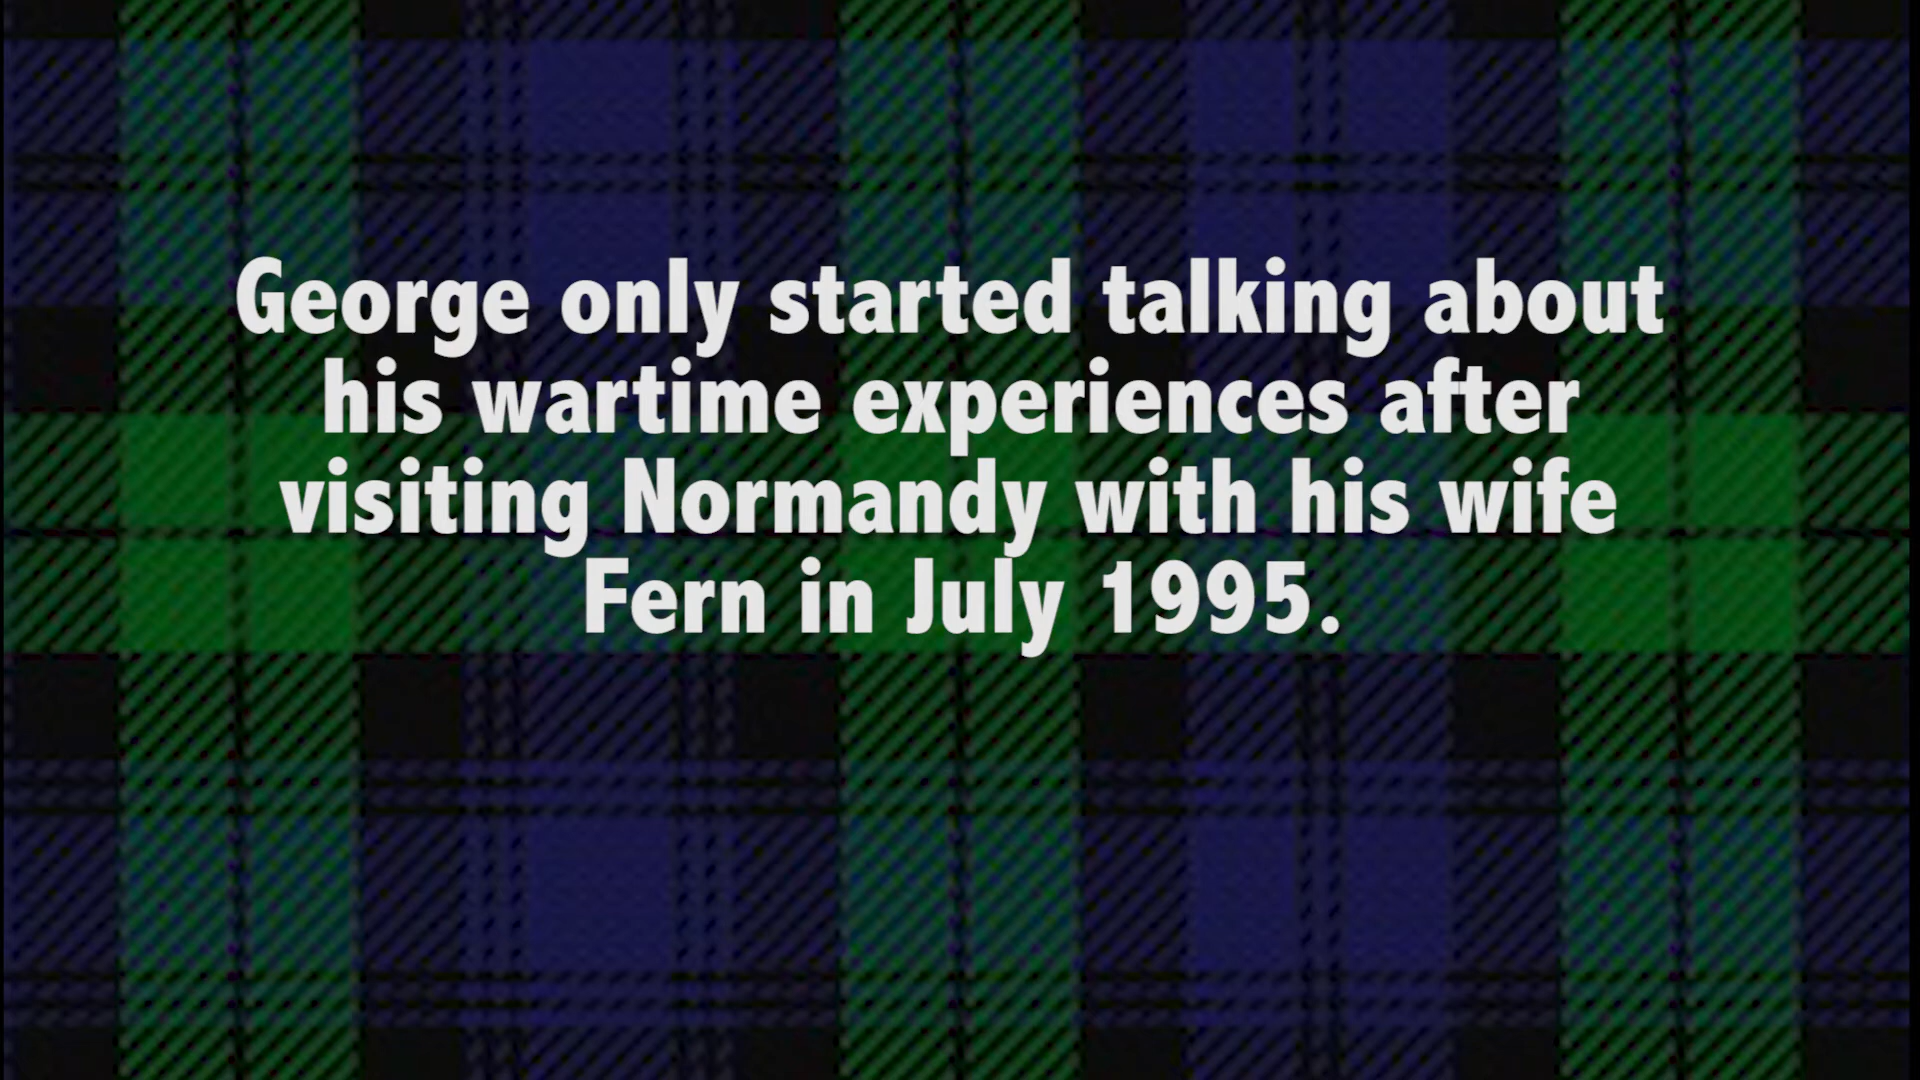 George only started talking about
his wartime experiences after
visiting Normandy with his wife
Fern in July 1995.